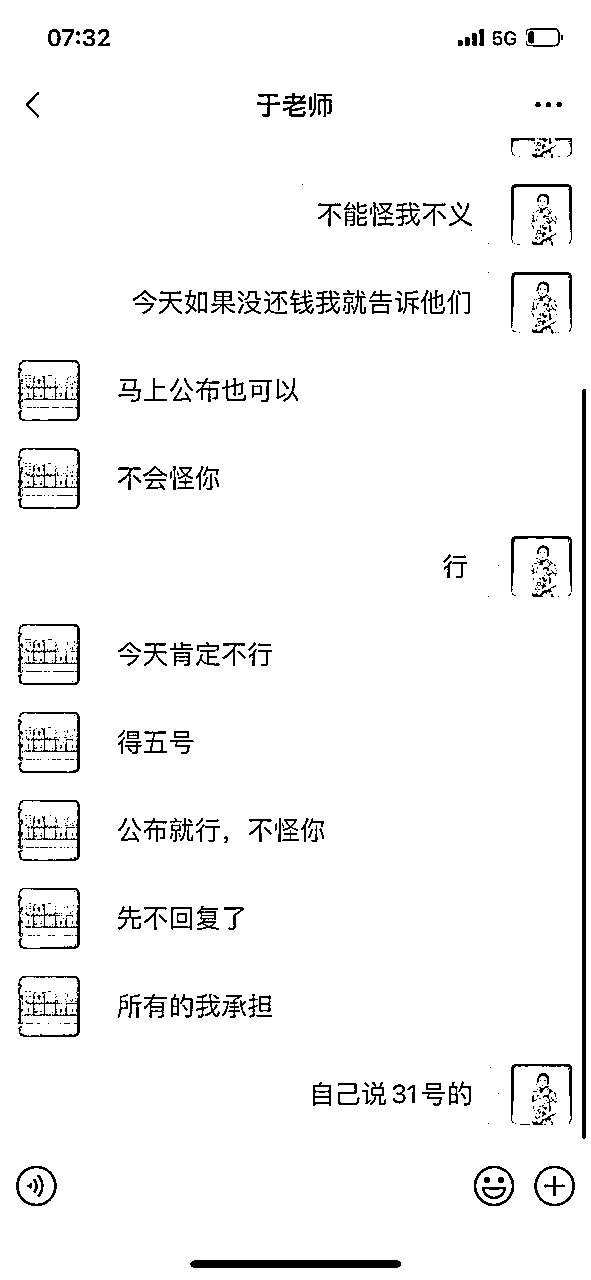 07:32
5G
于老师
不能怪我不义
今天如果没还钱我就告诉他们
马上公布也可以
不会怪你
行
今天肯定不行
得五号
公布就行，不怪你
先不回复了
所有的我承担
自己说31号的